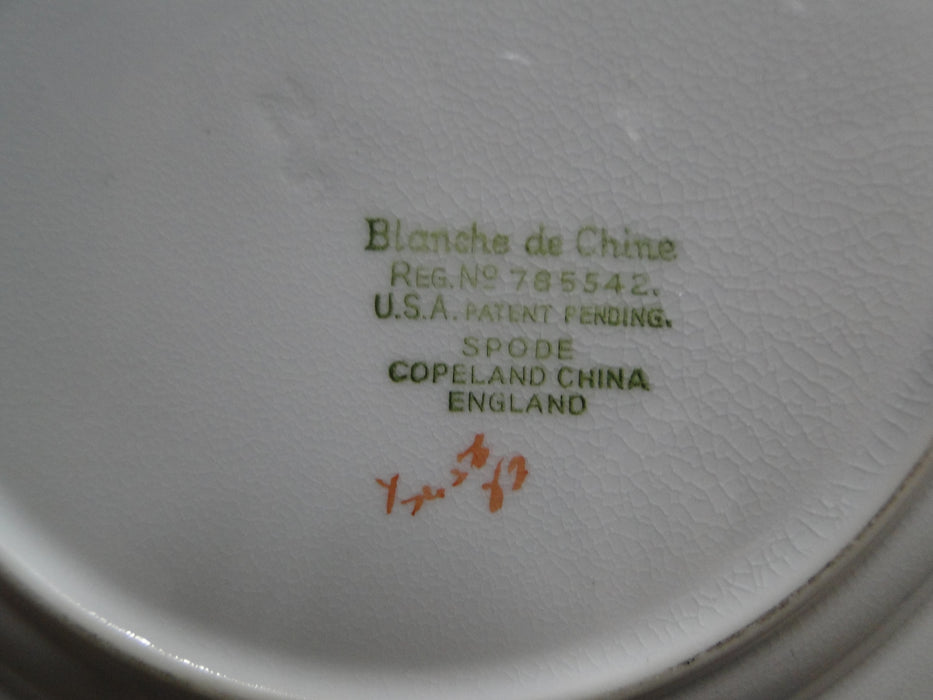 Blanche de Chine
REG. Nº 785542.
U.S.A. PATENT PENDING.
SPODE
COPELAND CHINA
ENGLAND